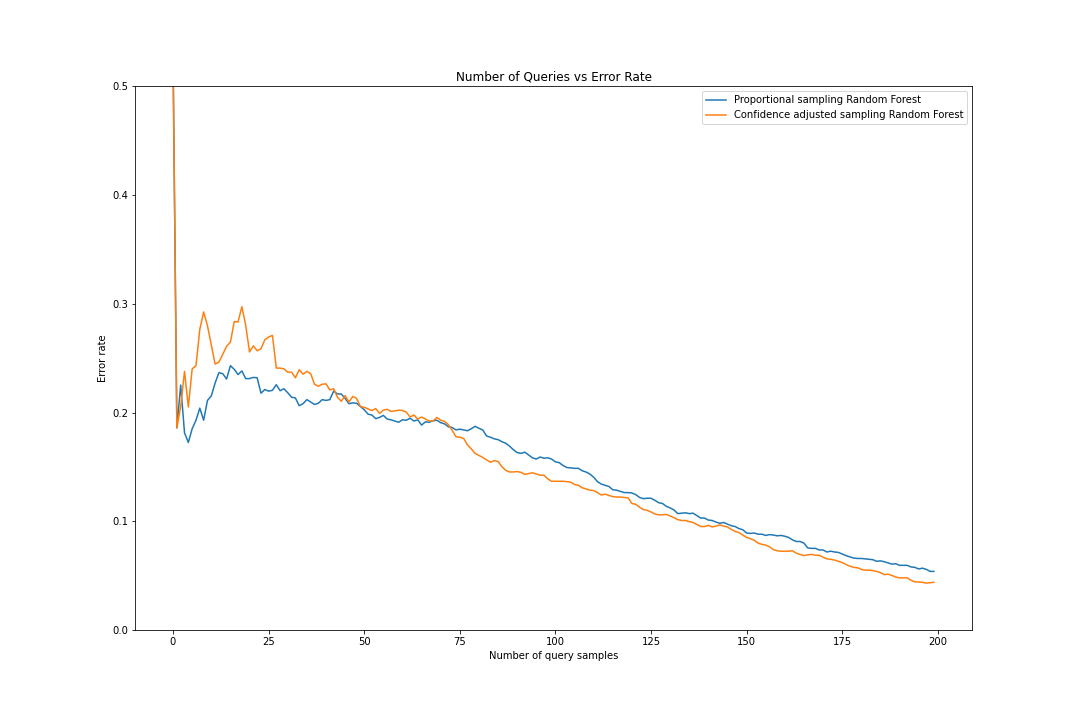 Number of Queries vs Error Rate
Proportional sampling Random Forest
Confidence adjusted sampling Random Forest
Error rate
0.5
0.4
0.3
0.2
0.1
0.0
0 25 50 75 100 125 150 175 200
Number of query samples